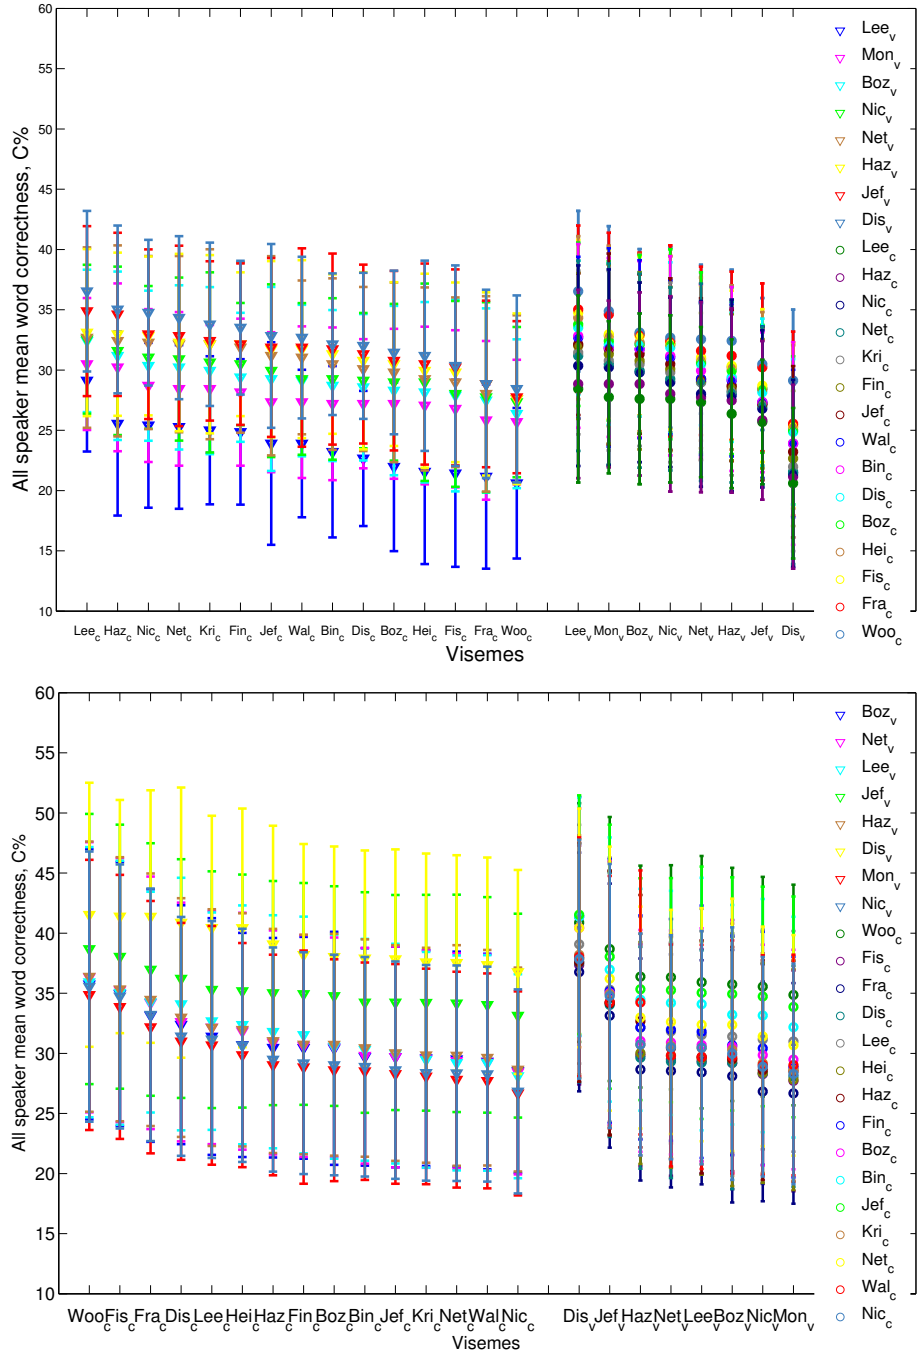 60
55
50
45
40
35
30
25
20
15
10
All speaker mean word correctness, C%
Lee_c Haz_c Nic_c Net_c Kri_c Fin_c Jef_c Wal_c Bin_c Dis_c Boz_c Hei_c Fis_c Fra_c Woo_c Lee_v Mon_v Boz_v Nic_v Net_v Haz_v Jef_v Dis_v
Visemes
Lee_v
Mon_v
Boz_v
Nic_v
Net_v
Haz_v
Jef_v
Dis_v
Lee_c
Haz_c
Nic_c
Net_c
Kri_c
Fin_c
Jef_c
Wal_c
Bin_c
Dis_c
Boz_c
Hei_c
Fis_c
Fra_c
Woo_c
60
55
50
45
40
35
30
25
20
15
10
All speaker mean word correctness, C%
Woo_c Fis_c Fra_c Dis_c Lee_c Hei_c Haz_c Fin_c Boz_c Bin_c Jef_c Kri_c Net_c Wal_c Nic_c Dis_v Jef_v Haz_v Net_v Lee_v Boz_v Nic_v Mon_v
Visemes
Boz_v
Net_v
Lee_v
Jef_v
Haz_v
Dis_v
Mon_v
Nic_v
Woo_c
Fis_c
Fra_c
Dis_c
Lee_c
Hei_c
Haz_c
Fin_c
Boz_c
Bin_c
Jef_c
Kri_c
Net_c
Wal_c
Nic_c